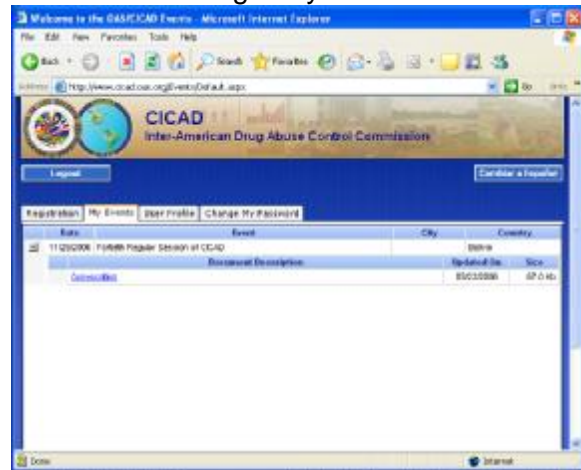 Welcome to the OAS/CICAD Events - Microsoft Internet Explorer
File Edit View Favorites Tools Help
Back Search Favorites
Address http://www.cicad.oas.org/Events/Default.aspx Go
CICAD
Inter-American Drug Abuse Control Commission
Logout Cambiar a Español
Registration My Events User Profile Change My Password
Date Event City Country
Fortieth Regular Session of CICAD Bolivia
Document Description Updated On Size
Convocation
Done Internet